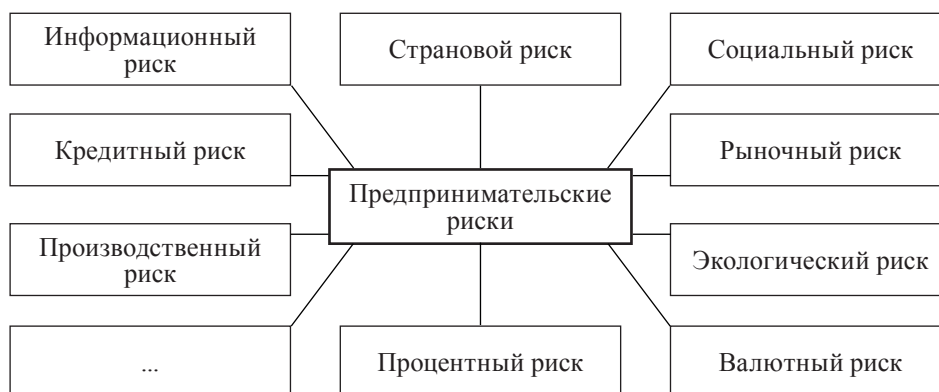 Информационный
риск
Страновой риск
Социальный риск
Кредитный риск
Рыночный риск
Предпринимательские
риски
Производственный
риск
Экологический риск
...
Процентный риск
Валютный риск